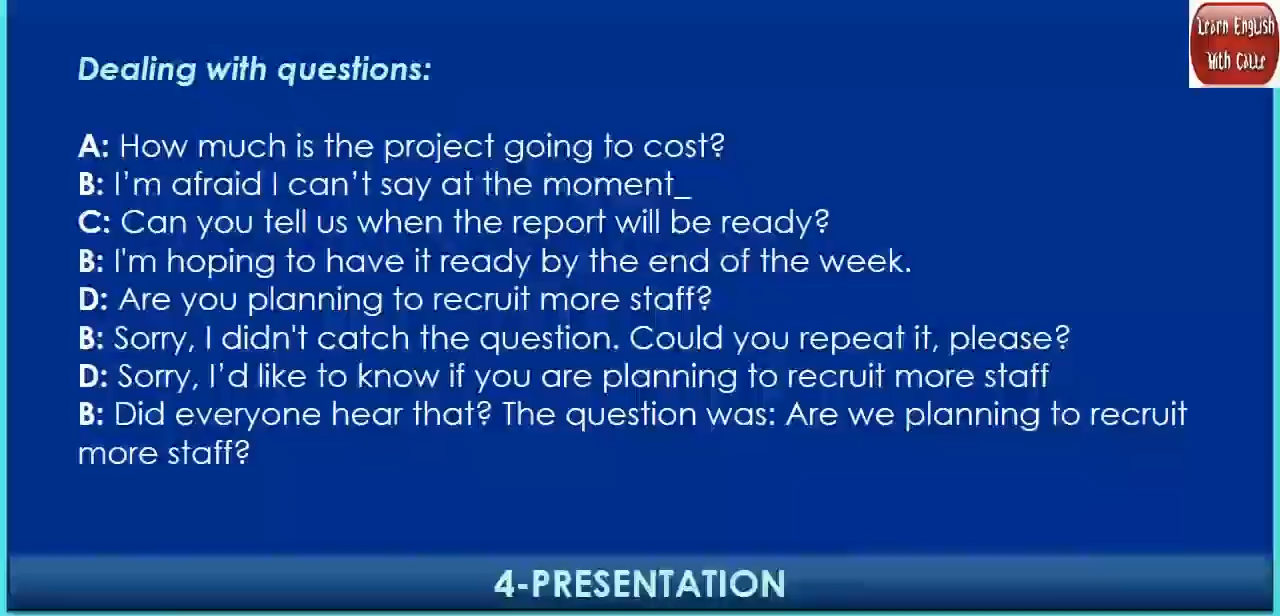 Learn English
With Calls
Dealing with questions:
A: How much is the project going to cost?
B: I’m afraid I can’t say at the moment_
C: Can you tell us when the report will be ready?
B: I'm hoping to have it ready by the end of the week.
D: Are you planning to recruit more staff?
B: Sorry, I didn't catch the question. Could you repeat it, please?
D: Sorry, I’d like to know if you are planning to recruit more staff
B: Did everyone hear that? The question was: Are we planning to recruit
more staff?
4-PRESENTATION